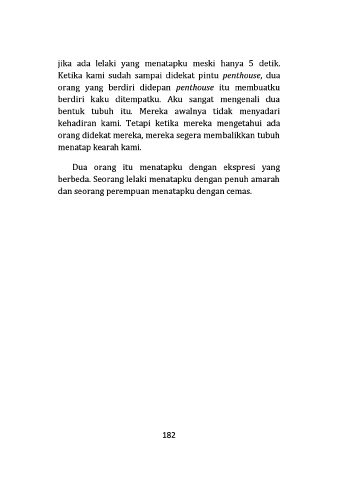 jika ada lelaki yang menatapku meski hanya 5 detik.
Ketika kami sudah sampai didekat pintu penthouse, dua
orang yang berdiri didepan penthouse itu membuatku
berdiri kaku ditempatku. Aku sangat mengenali dua
bentuk tubuh itu. Mereka awalnya tidak menyadari
kehadiran kami. Tetapi ketika mereka mengetahui ada
orang didekat mereka, mereka segera membalikkan tubuh
menatap kearah kami.
Dua orang itu menatapku dengan ekspresi yang
berbeda. Seorang lelaki menatapku dengan penuh amarah
dan seorang perempuan menatapku dengan cemas.
182